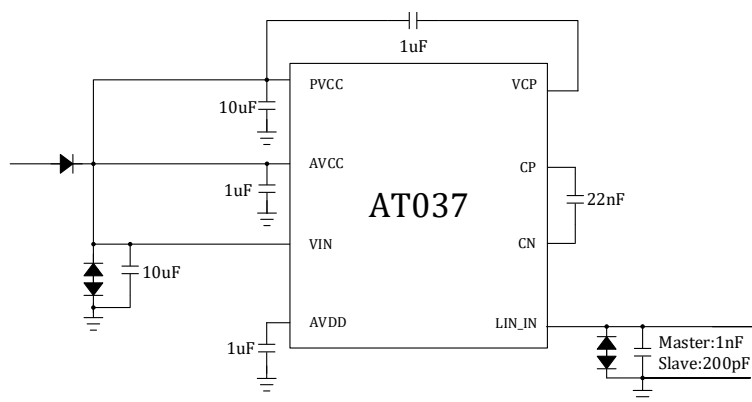 1uF
PVCC
VCP
10uF
AVCC
CP
1uF
AT037
22nF
VIN
CN
10uF
AVDD
LIN_IN
1uF
Master:1nF
Slave:200pF